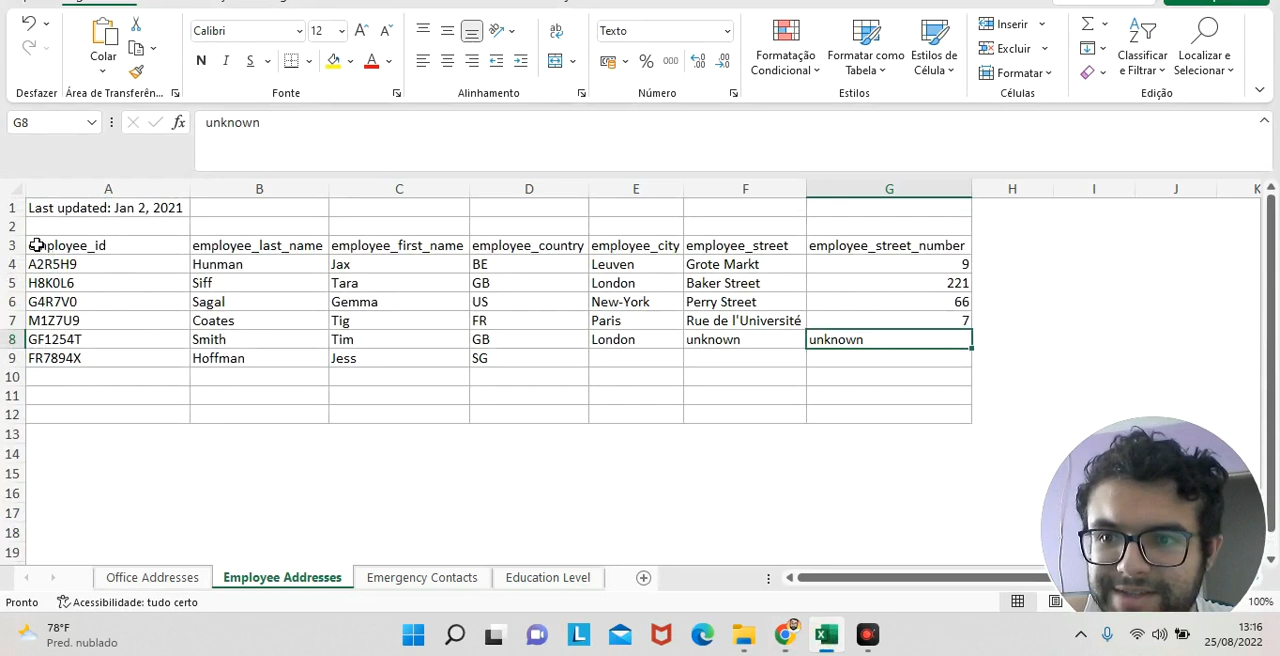 Calibri 12 Texto Inserir Σ
Colar N I S Excluir
% 000 Formatação Condicional Formatar como Tabela Estilos de Célula Formatar Classificar e Filtrar Localizar e Selecionar
Desfazer Área de Transferên... Fonte Alinhamento Número Estilos Células Edição
G8 fx unknown
A B C D E F G H I J K
1 Last updated: Jan 2, 2021
2
3 employee_id employee_last_name employee_first_name employee_country employee_city employee_street employee_street_number
4 A2R5H9 Hunman Jax BE Leuven Grote Markt 9
5 H8K0L6 Siff Tara GB London Baker Street 221
6 G4R7V0 Sagal Gemma US New-York Perry Street 66
7 M1Z7U9 Coates Tig FR Paris Rue de l'Université 7
8 GF1254T Smith Tim GB London unknown unknown
9 FR7894X Hoffman Jess SG
10
11
12
13
14
15
16
17
18
19
Office Addresses Employee Addresses Emergency Contacts Education Level
Pronto Acessibilidade: tudo certo 100%
78°F 13:16
Pred. nublado 25/08/2022